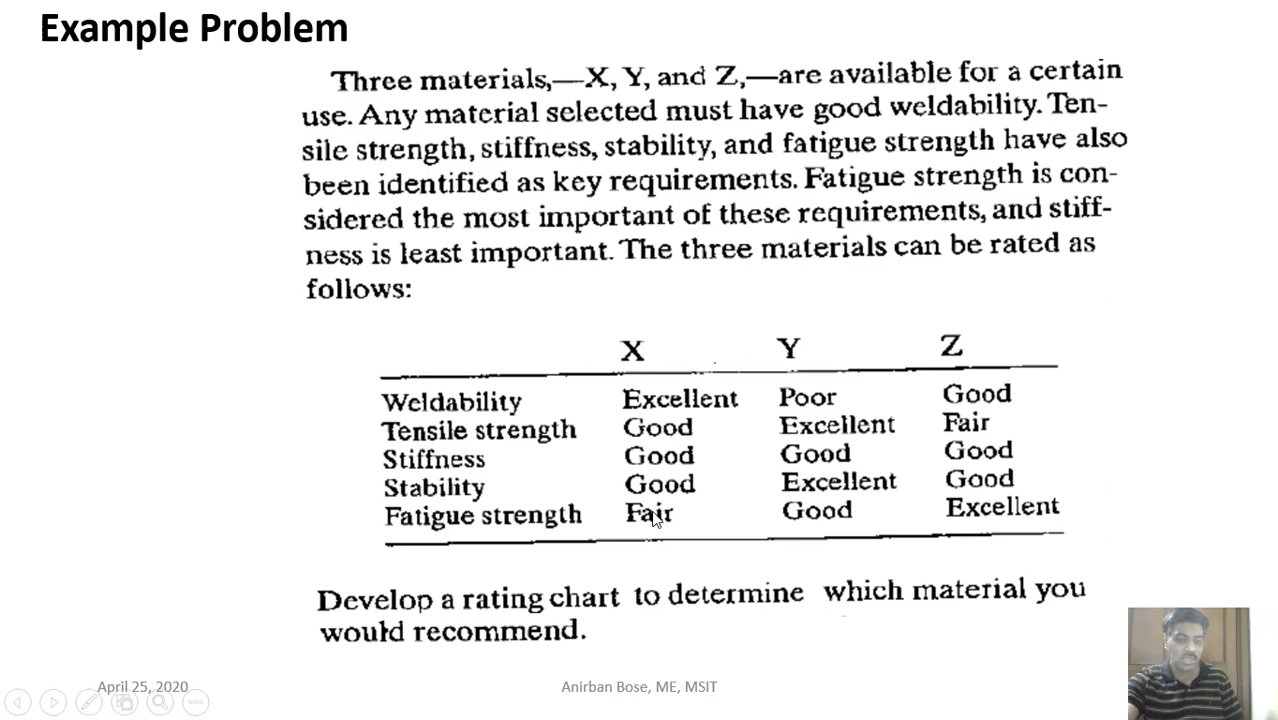 Example Problem
Three materials,—X, Y, and Z,—are available for a certain
use. Any material selected must have good weldability. Ten-
sile strength, stiffness, stability, and fatigue strength have also
been identified as key requirements. Fatigue strength is con-
sidered the most important of these requirements, and stiff-
ness is least important. The three materials can be rated as
follows:
X Y Z
Weldability Excellent Poor Good
Tensile strength Good Excellent Fair
Stiffness Good Good Good
Stability Good Excellent Good
Fatigue strength Fair Good Excellent
Develop a rating chart to determine which material you
would recommend.
April 25, 2020 Anirban Bose, ME, MSIT